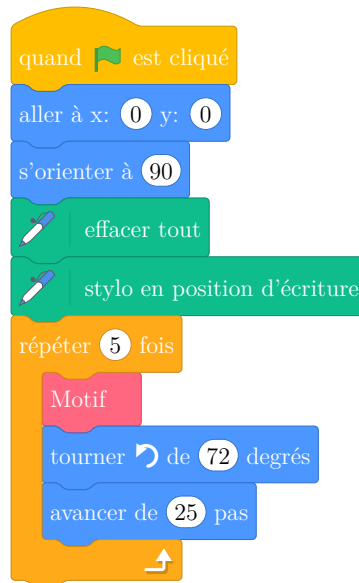 quand est cliqué
aller à x: 0 y: 0
s'orienter à 90
effacer tout
stylo en position d'écriture
répéter 5 fois
Motif
tourner de 72 degrés
avancer de 25 pas